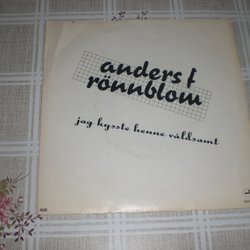 anders f
rönnblom
jag kysste henne våldsamt